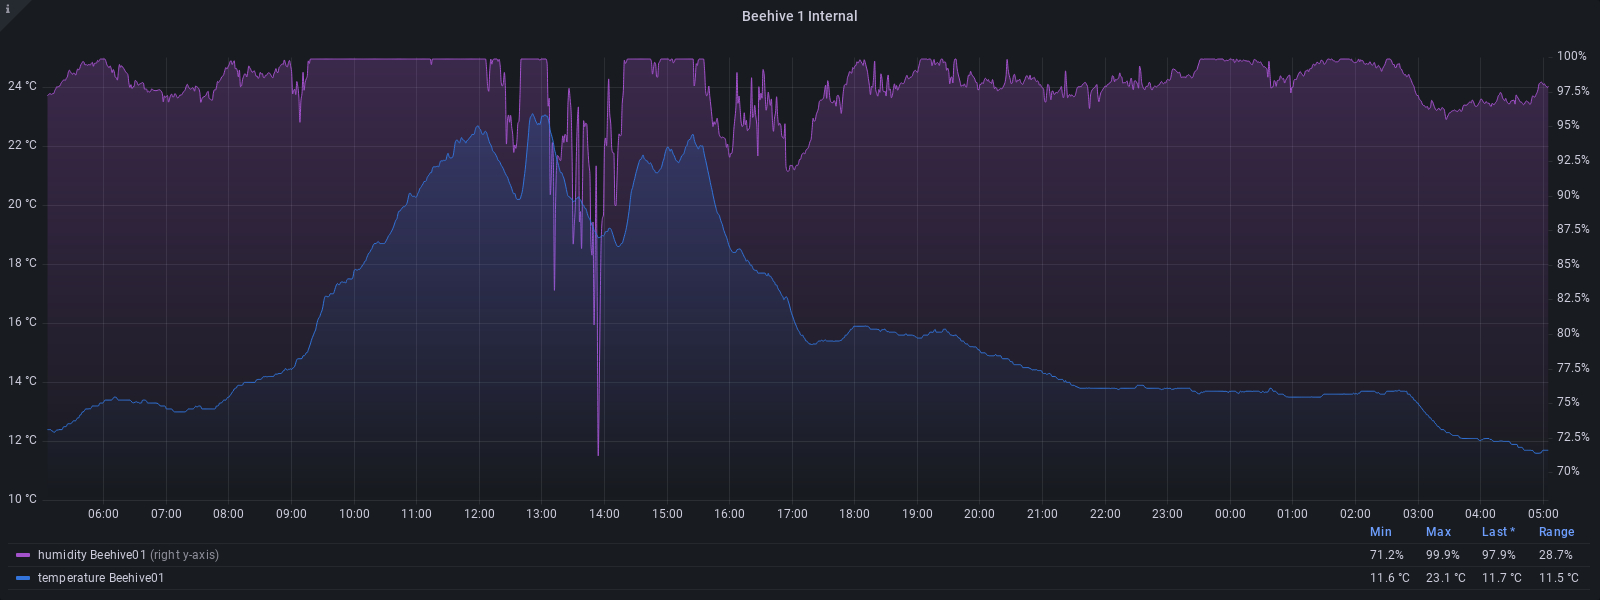 i
Beehive 1 Internal
100%
24 °C
97.5%
95%
22 °C
92.5%
20 °C
90%
87.5%
18 °C
85%
82.5%
16 °C
80%
77.5%
14 °C
75%
12 °C
72.5%
70%
10 °C
06:00 07:00 08:00 09:00 10:00 11:00 12:00 13:00 14:00 15:00 16:00 17:00 18:00 19:00 20:00 21:00 22:00 23:00 00:00 01:00 02:00 03:00 04:00 05:00
Min Max Last * Range
humidity Beehive01 (right y-axis) 71.2% 99.9% 97.9% 28.7%
temperature Beehive01 11.6 °C 23.1 °C 11.7 °C 11.5 °C